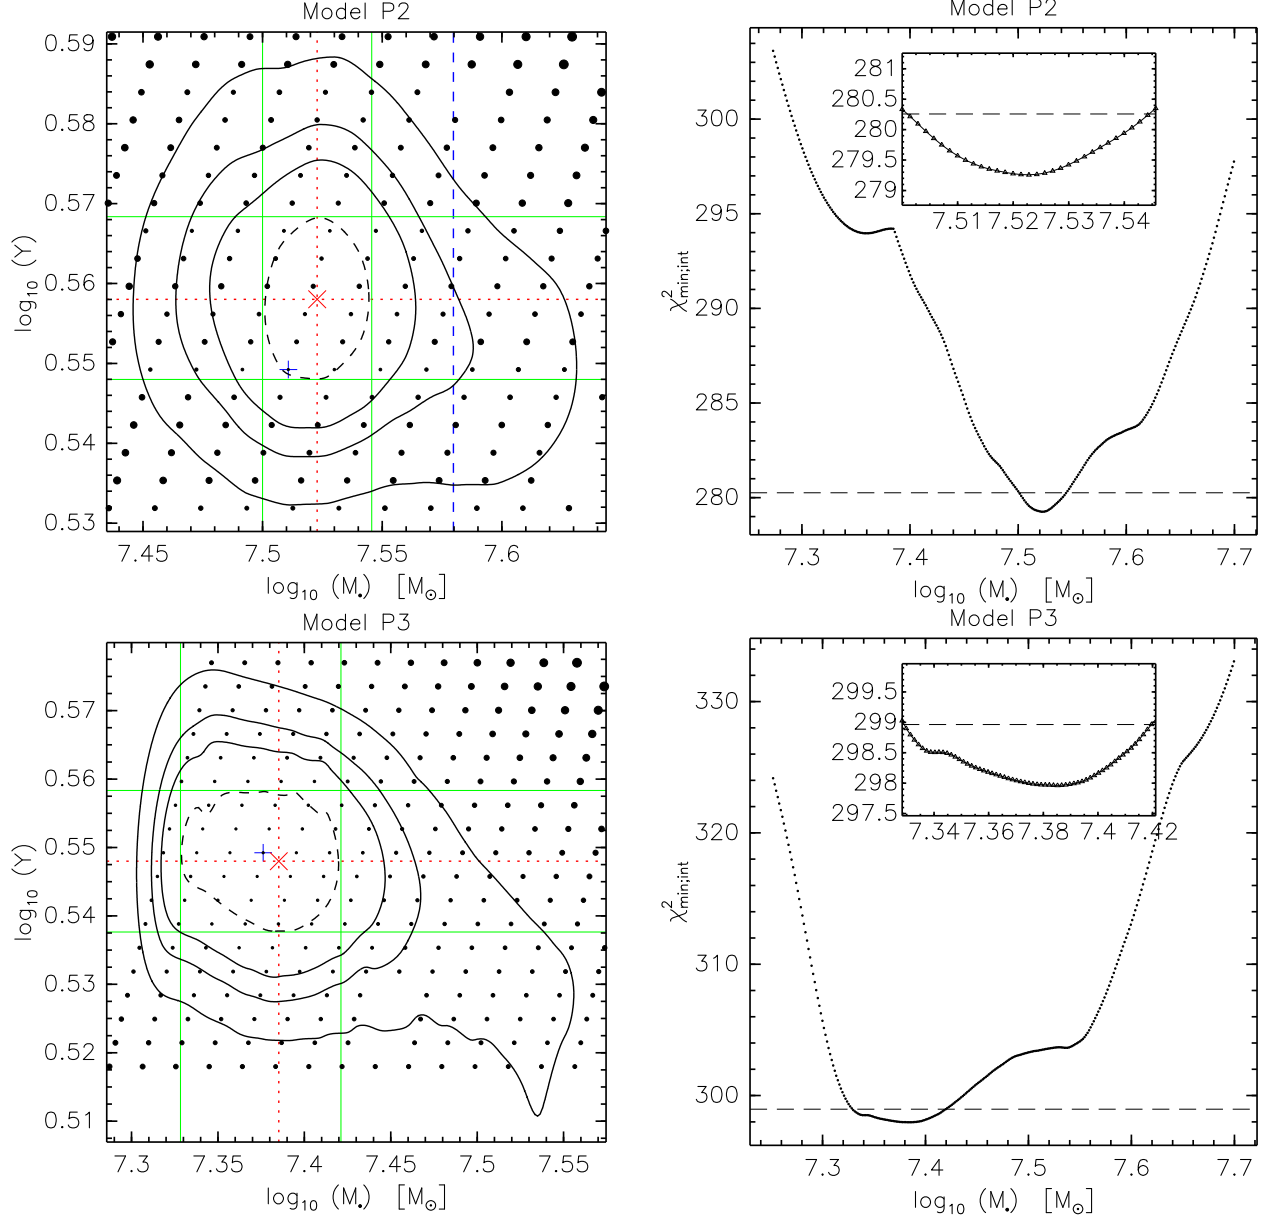 Model P2
0.59
0.58
0.57
0.56
0.55
0.54
0.53
log₁₀ (Y)
7.45 7.5 7.55 7.6
log₁₀ (M•) [M⊙]
Model P2
300
295
290
285
280
χ²min;int
281
280.5
280
279.5
279
7.51 7.52 7.53 7.54
7.3 7.4 7.5 7.6 7.7
log₁₀ (M•) [M⊙]
Model P3
0.57
0.56
0.55
0.54
0.53
0.52
0.51
log₁₀ (Y)
7.3 7.35 7.4 7.45 7.5 7.55
log₁₀ (M•) [M⊙]
Model P3
330
320
310
300
χ²min;int
299.5
299
298.5
298
297.5
7.34 7.36 7.38 7.4 7.42
7.3 7.4 7.5 7.6 7.7
log₁₀ (M•) [M⊙]